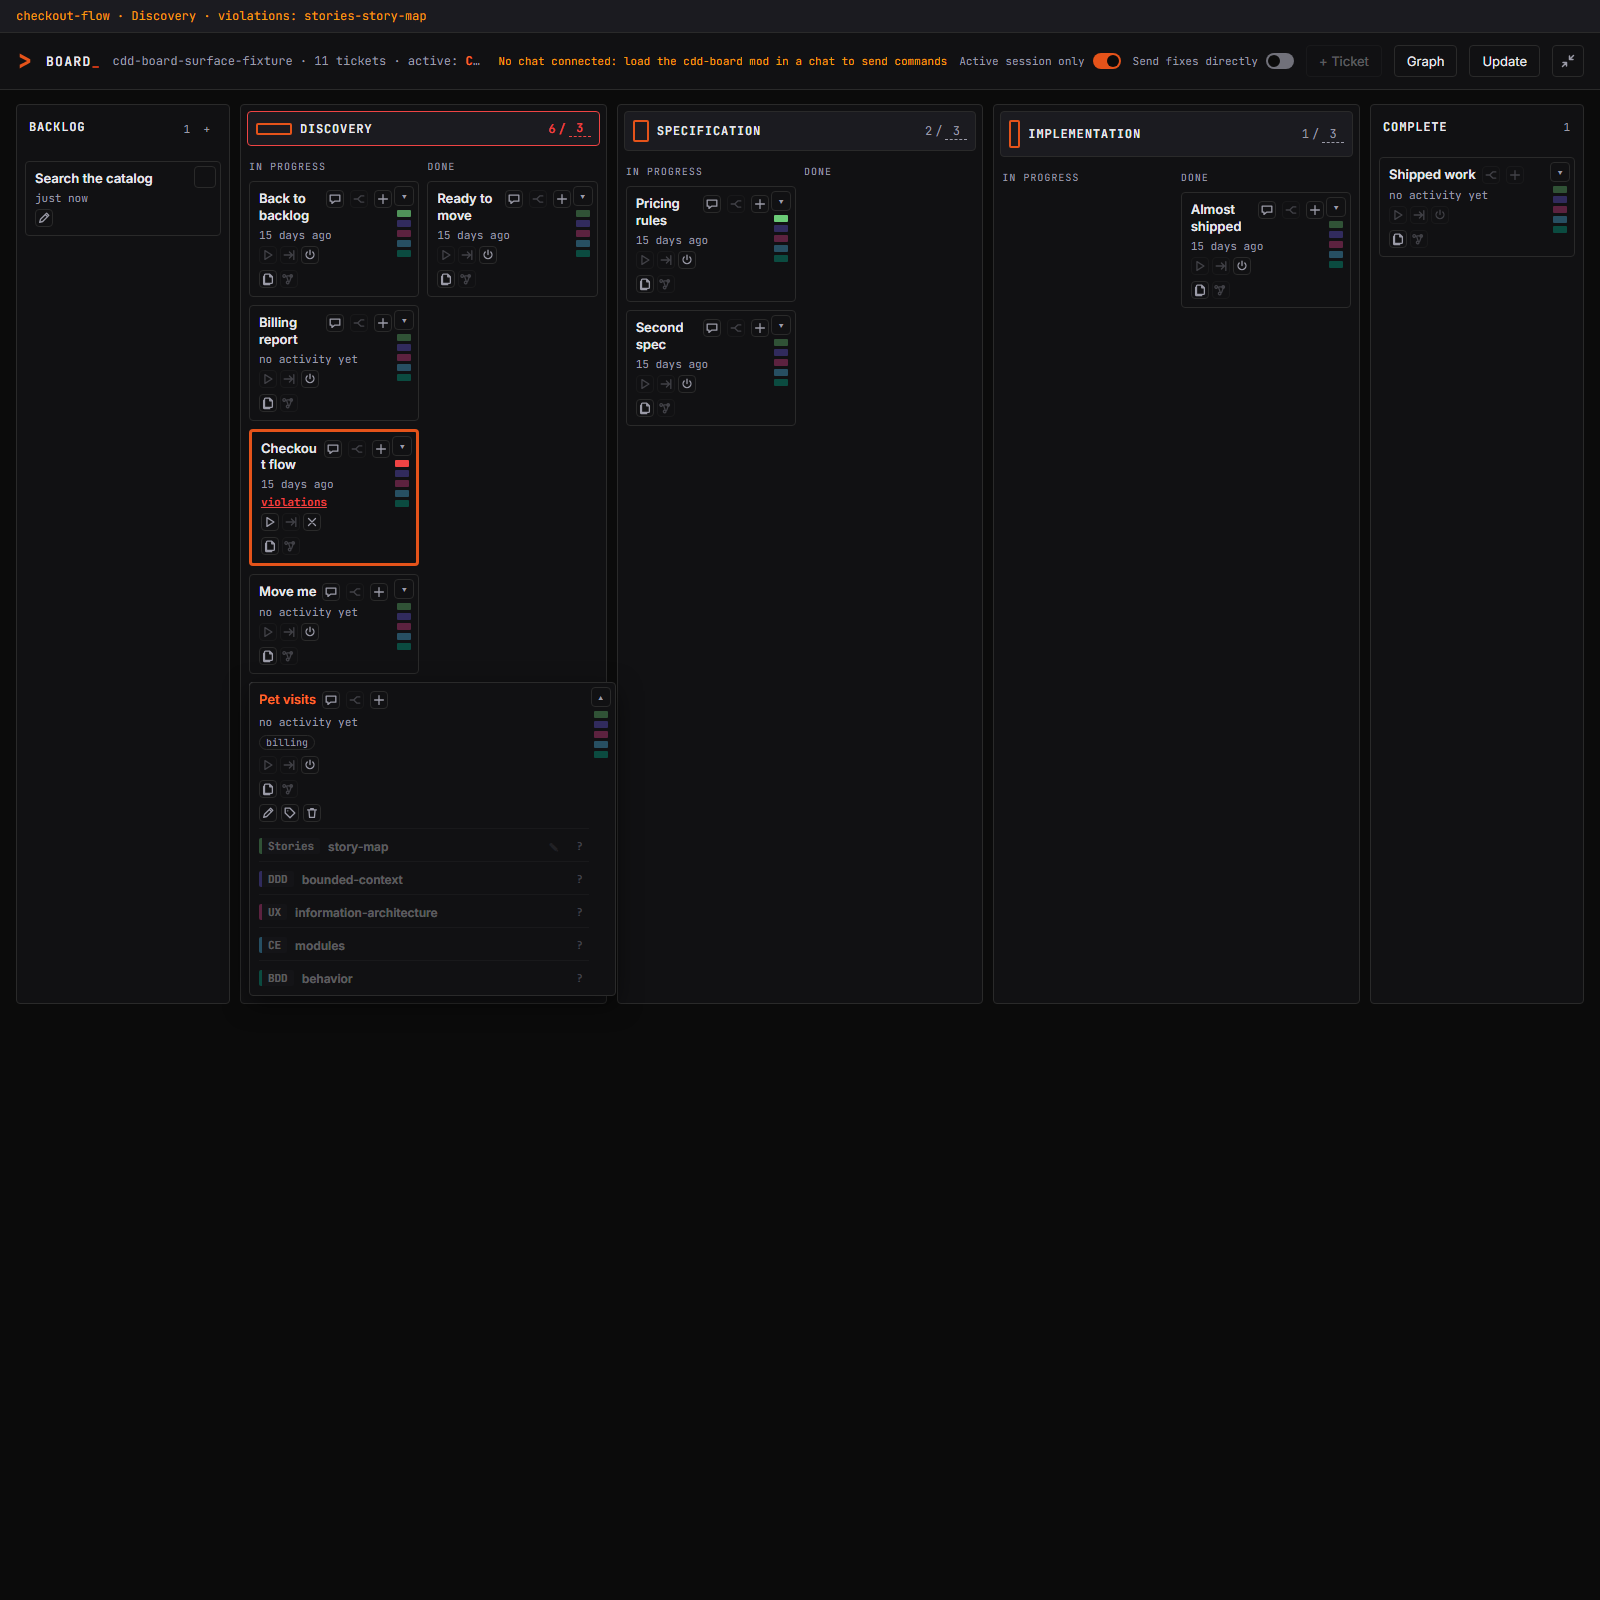 checkout-flow · Discovery · violations: stories-story-map
> BOARD_ cdd-board-surface-fixture · 11 tickets · active: C… No chat connected: load the cdd-board mod in a chat to send commands Active session only Send fixes directly + Ticket Graph Update
BACKLOG 1 +
Search the catalog
just now
DISCOVERY 6 / 3
IN PROGRESS
Back to
backlog
15 days ago
Billing
report
no activity yet
Checkou
t flow
15 days ago
violations
Move me
no activity yet
Pet visits
no activity yet
billing
Stories story-map ?
DDD bounded-context ?
UX information-architecture ?
CE modules ?
BDD behavior ?
DONE
Ready to
move
15 days ago
SPECIFICATION 2 / 3
IN PROGRESS
Pricing
rules
15 days ago
Second
spec
15 days ago
DONE
IMPLEMENTATION 1 / 3
IN PROGRESS
DONE
Almost
shipped
15 days ago
COMPLETE 1
Shipped work
no activity yet